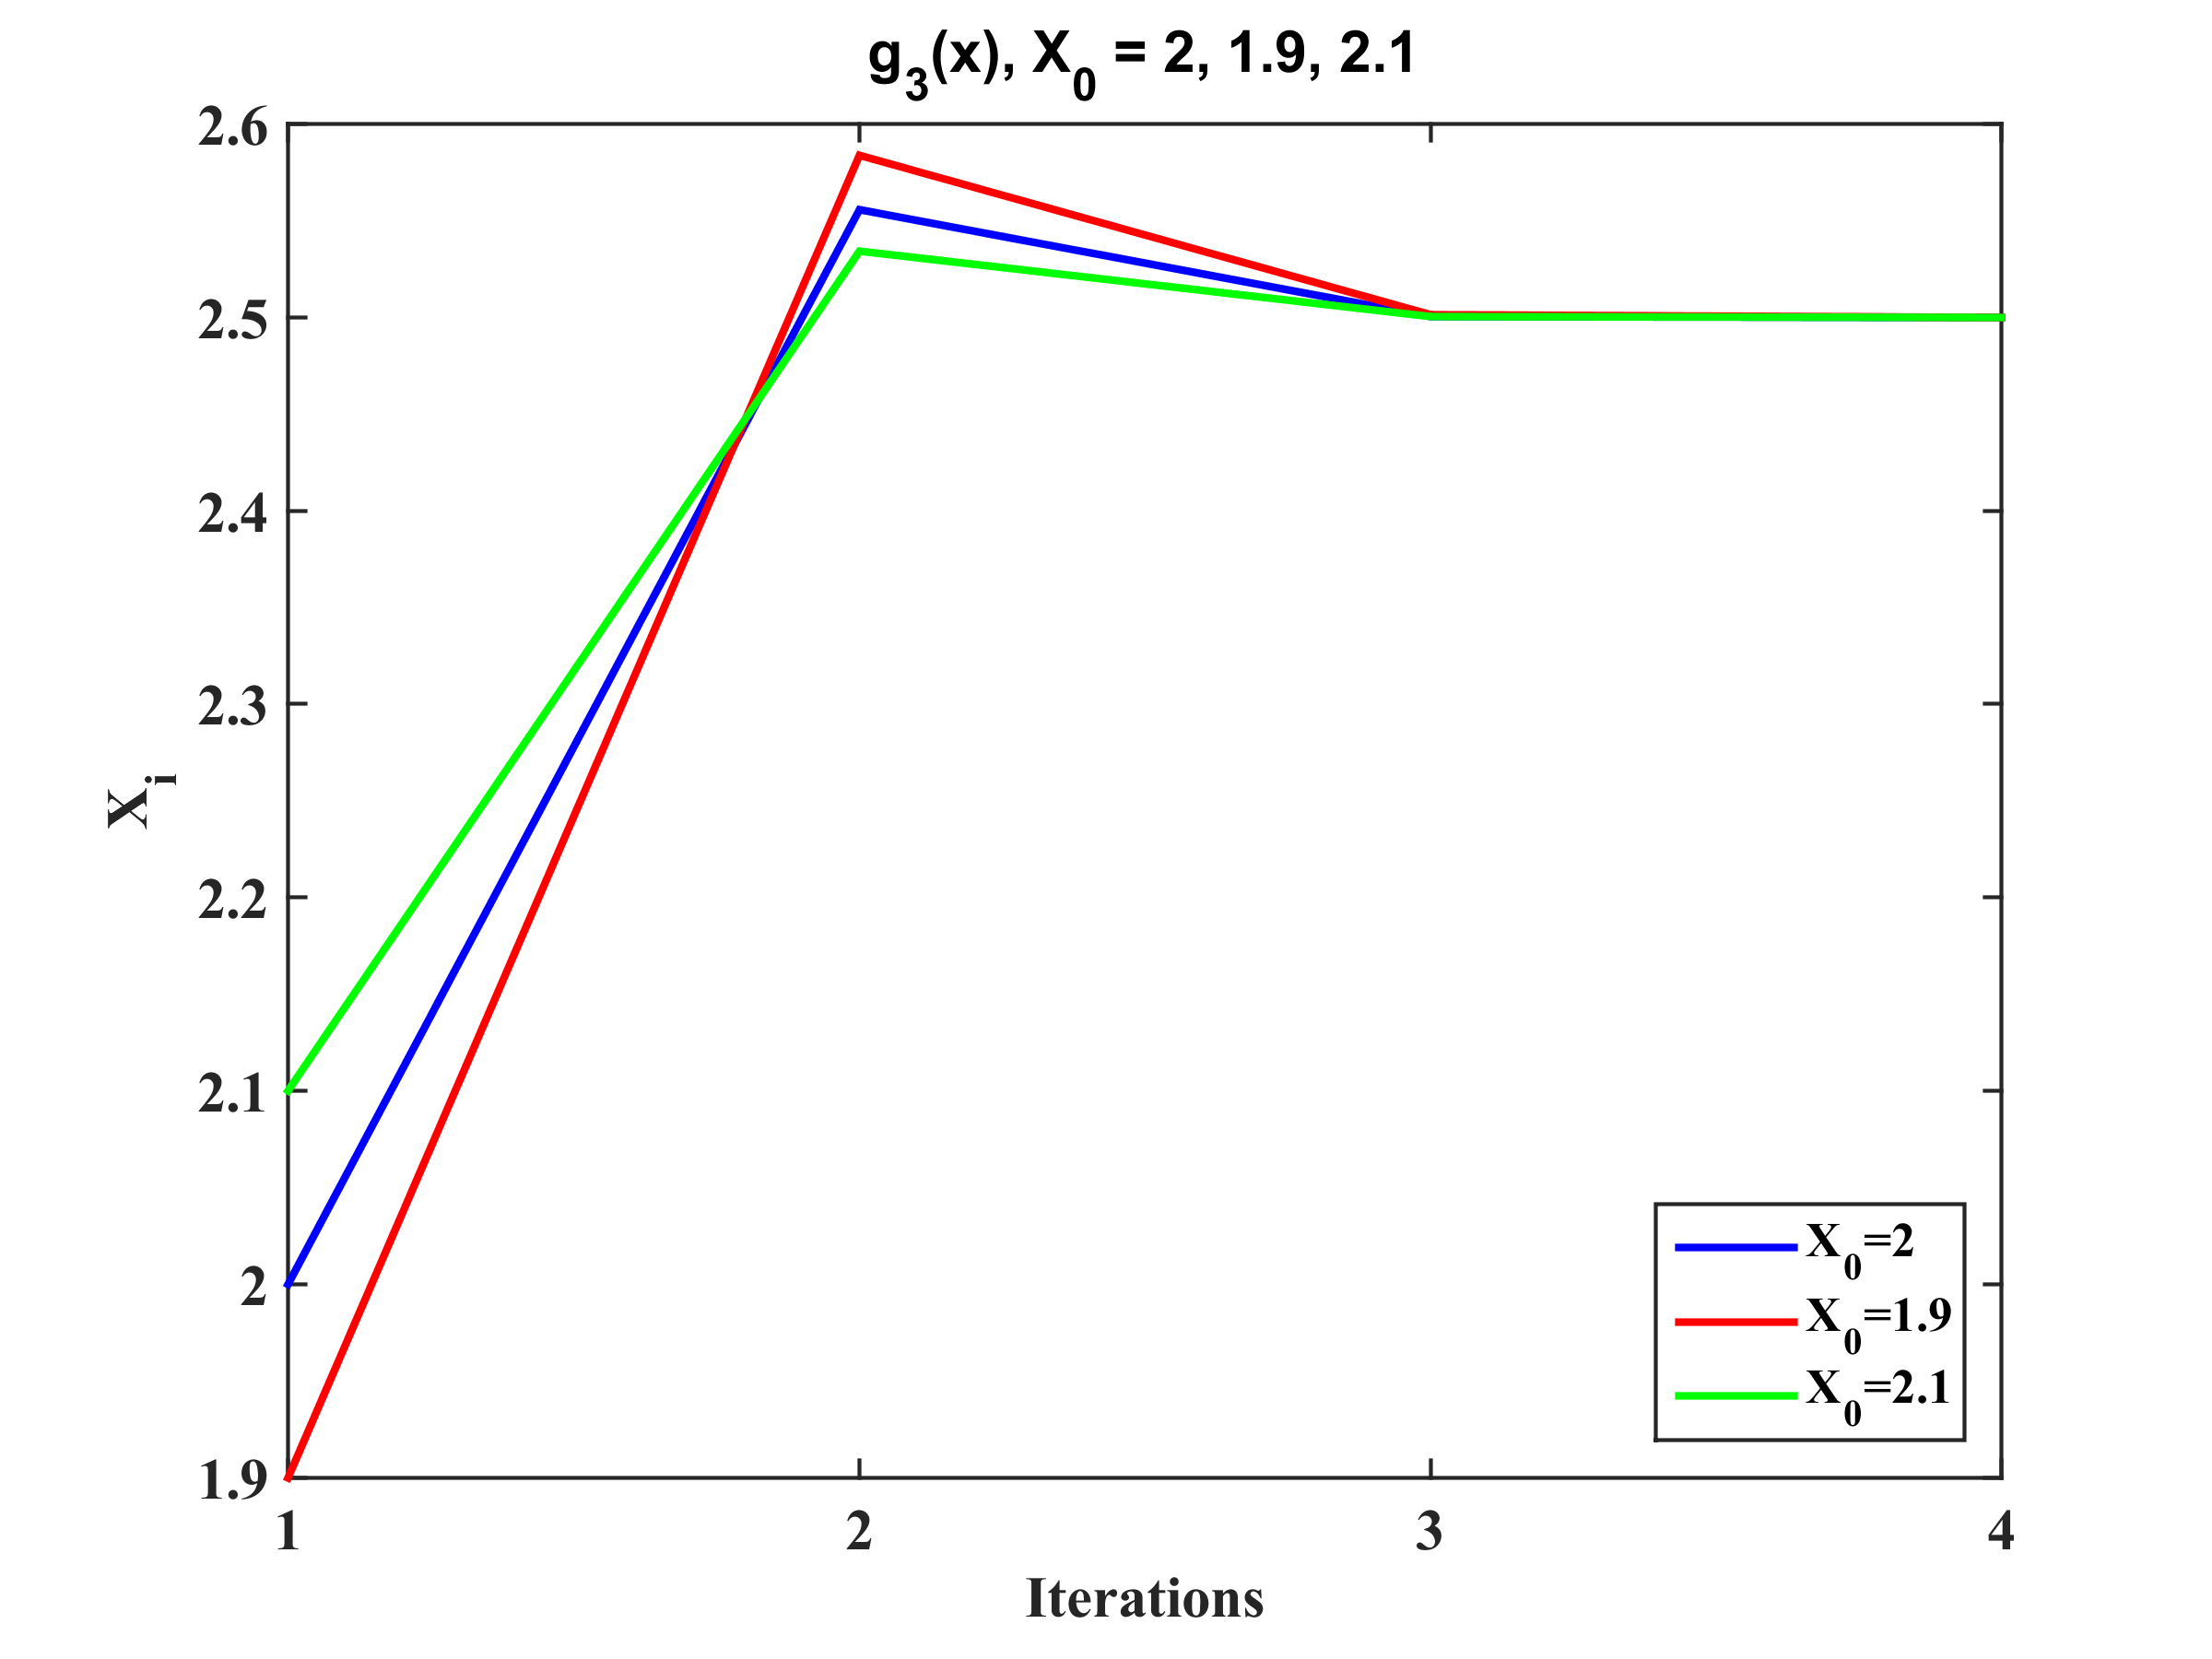 g3(x), X0 = 2, 1.9, 2.1
2.6
2.5
2.4
2.3
2.2
2.1
2
1.9
Xi
1 2 3 4
Iterations
X0=2
X0=1.9
X0=2.1